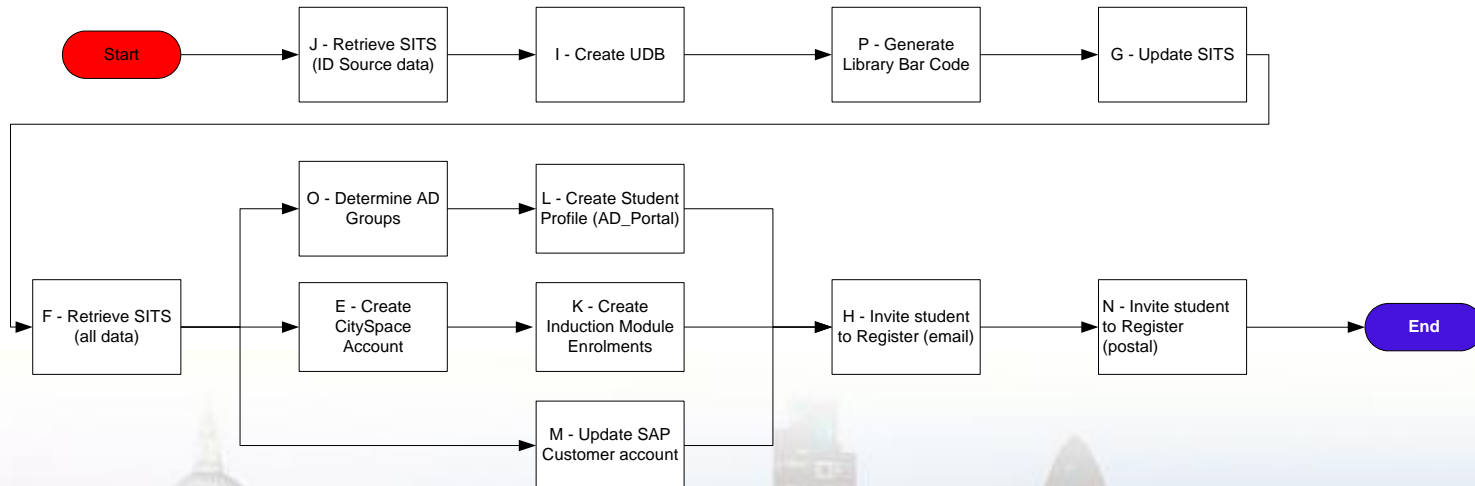 Start
J - Retrieve SITS
(ID Source data)
I - Create UDB
P - Generate
Library Bar Code
G - Update SITS
O - Determine AD
Groups
L - Create Student
Profile (AD_Portal)
F - Retrieve SITS
(all data)
E - Create
CitySpace
Account
K - Create
Induction Module
Enrolments
H - Invite student
to Register (email)
N - Invite student
to Register
(postal)
End
M - Update SAP
Customer account